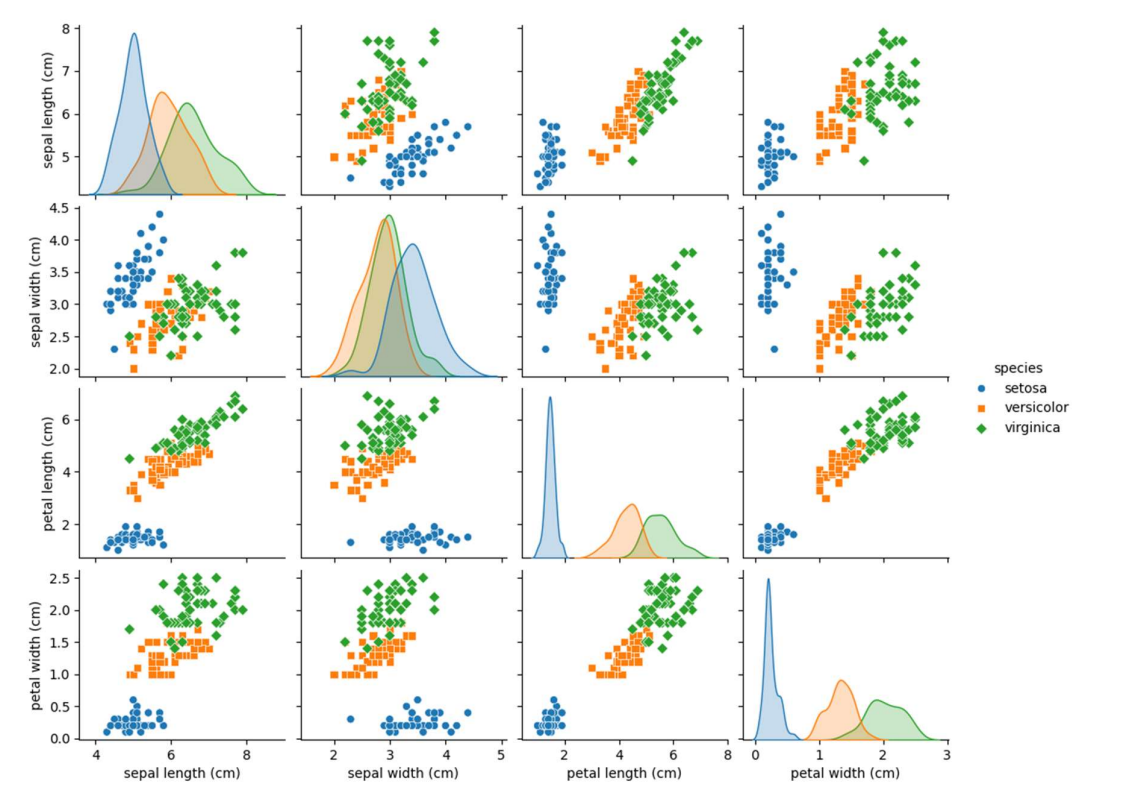 8
7
6
5
sepal length (cm)
4.5
4.0
3.5
3.0
2.5
2.0
sepal width (cm)
species
setosa
versicolor
virginica
6
4
2
petal length (cm)
2.5
2.0
1.5
1.0
0.5
0.0
petal width (cm)
4 6 8
sepal length (cm)
2 3 4 5
sepal width (cm)
2 4 6 8
petal length (cm)
0 1 2 3
petal width (cm)